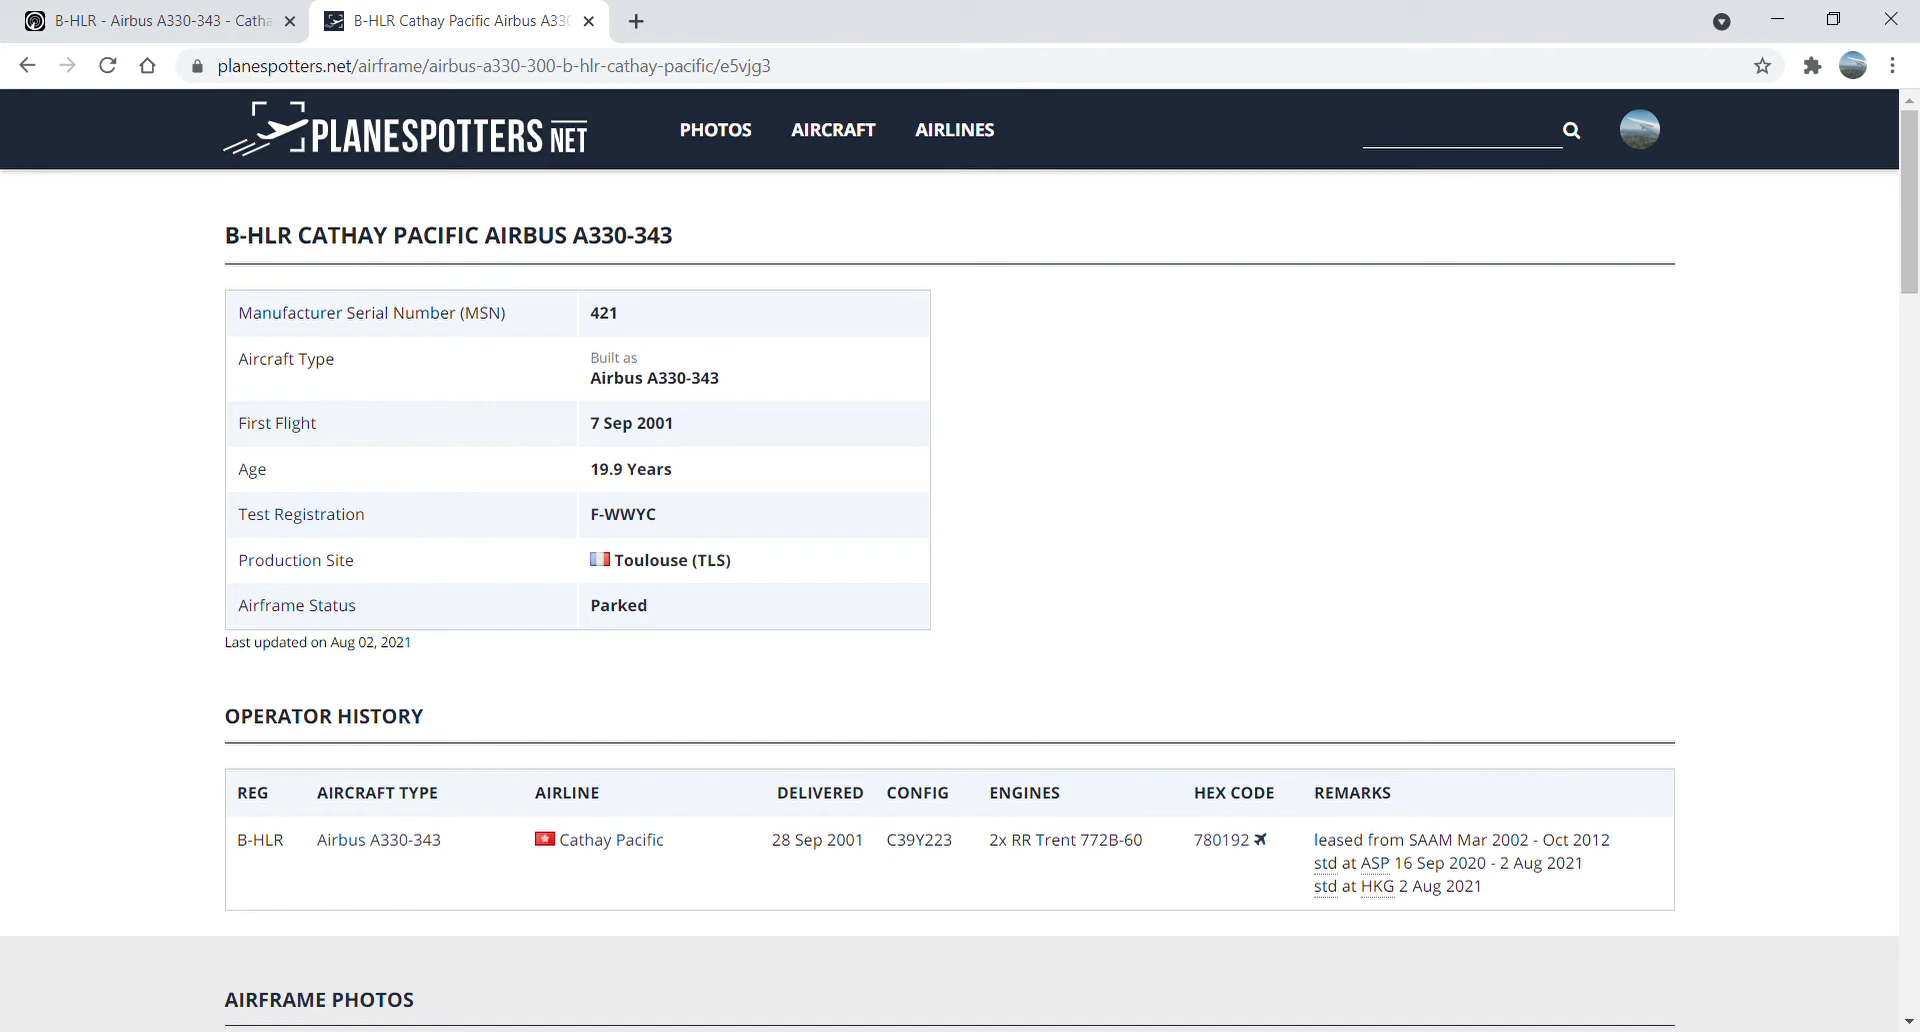 B-HLR - Airbus A330-343 - Catha
B-HLR Cathay Pacific Airbus A330
planespotters.net/airframe/airbus-a330-300-b-hlr-cathay-pacific/e5vjg3
PLANESPOTTERS NET
PHOTOS AIRCRAFT AIRLINES
B-HLR CATHAY PACIFIC AIRBUS A330-343
Manufacturer Serial Number (MSN) 421
Aircraft Type Built as
Airbus A330-343
First Flight 7 Sep 2001
Age 19.9 Years
Test Registration F-WWYC
Production Site Toulouse (TLS)
Airframe Status Parked
Last updated on Aug 02, 2021
OPERATOR HISTORY
REG AIRCRAFT TYPE AIRLINE DELIVERED CONFIG ENGINES HEX CODE REMARKS
B-HLR Airbus A330-343 Cathay Pacific 28 Sep 2001 C39Y223 2x RR Trent 772B-60 780192 leased from SAAM Mar 2002 - Oct 2012
std at ASP 16 Sep 2020 - 2 Aug 2021
std at HKG 2 Aug 2021
AIRFRAME PHOTOS